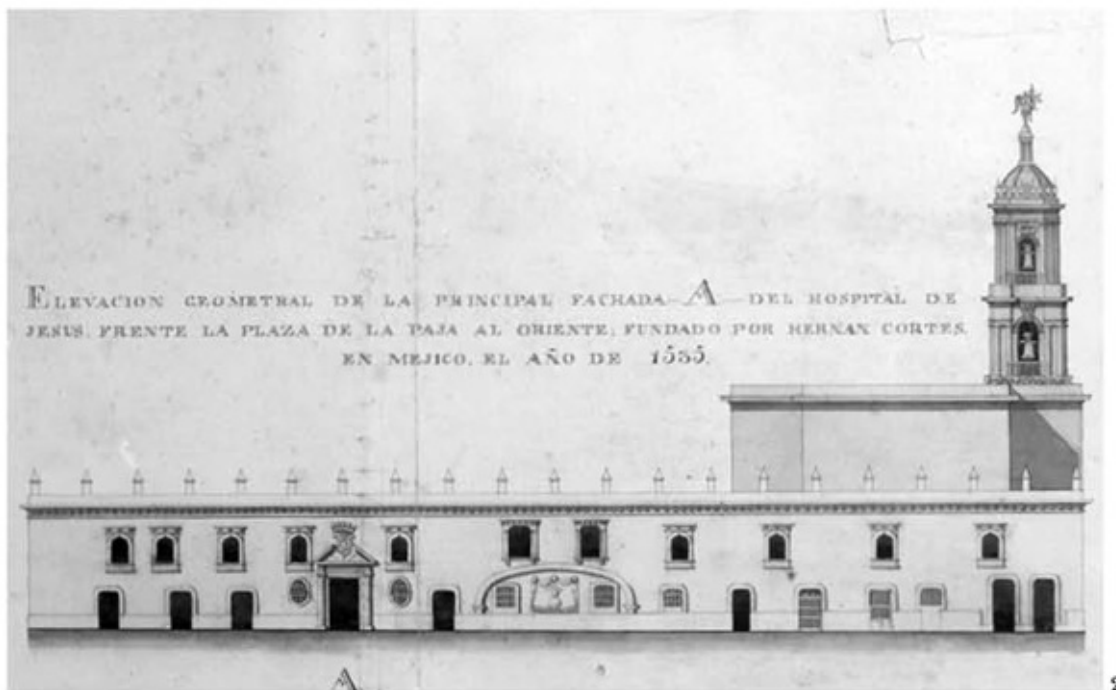 ELEVACION GEOMETRAL DE LA PRINCIPAL FACHADA A DEL HOSPITAL DE
JESUS, FRENTE LA PLAZA DE LA PAJA AL ORIENTE; FUNDADO POR HERNAN CORTES,
EN MEJICO, EL AÑO DE 1535.
A